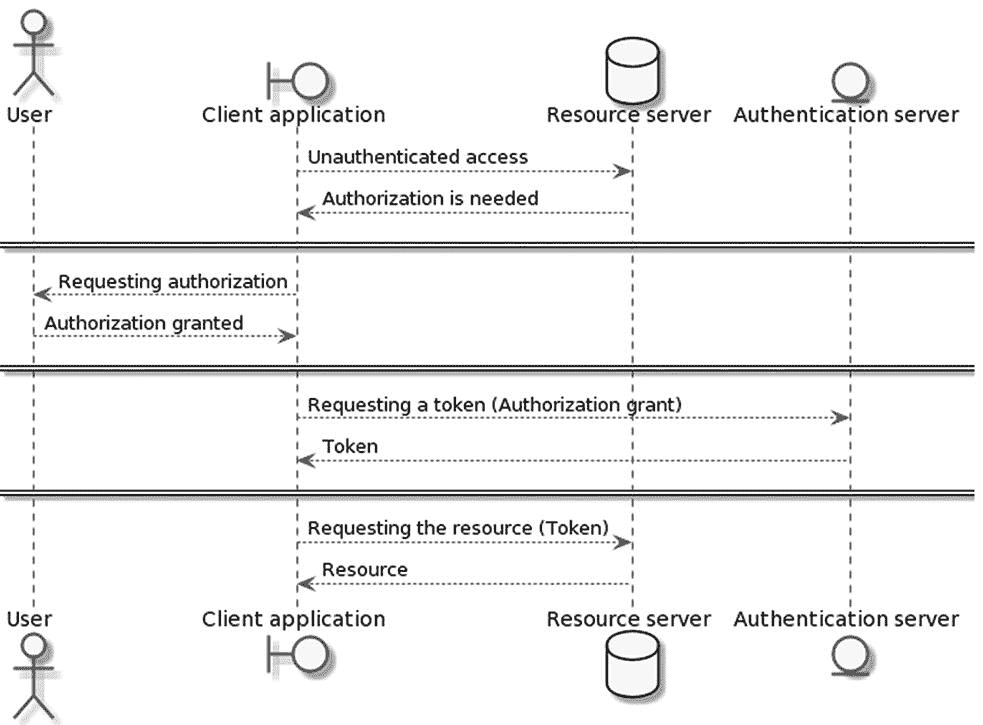 User
Client application
Resource server
Authentication server
Unauthenticated access
Authorization is needed
Requesting authorization
Authorization granted
Requesting a token (Authorization grant)
Token
Requesting the resource (Token)
Resource
User
Client application
Resource server
Authentication server